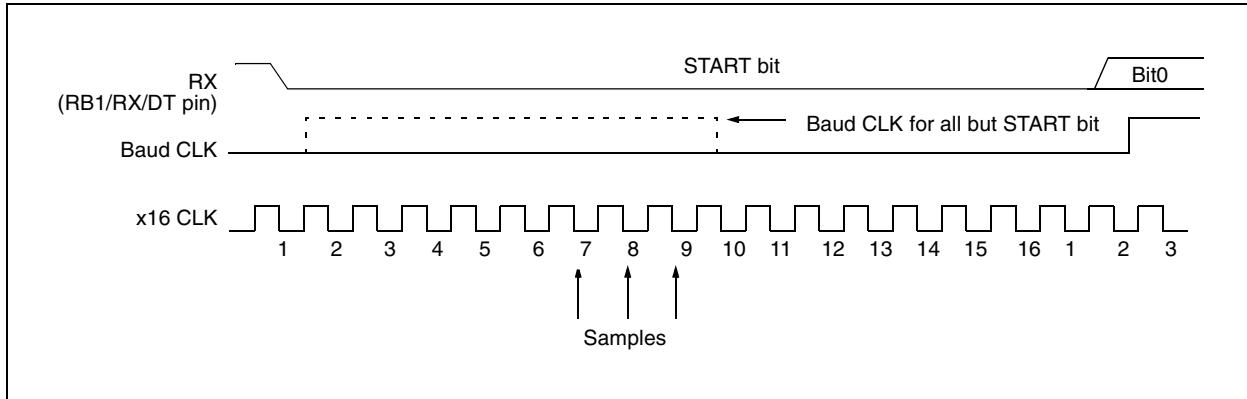 START bit
RX
(RB1/RX/DT pin)
Bit0
Baud CLK for all but START bit
Baud CLK
x16 CLK
1 2 3 4 5 6 7 8 9 10 11 12 13 14 15 16 1 2 3
Samples